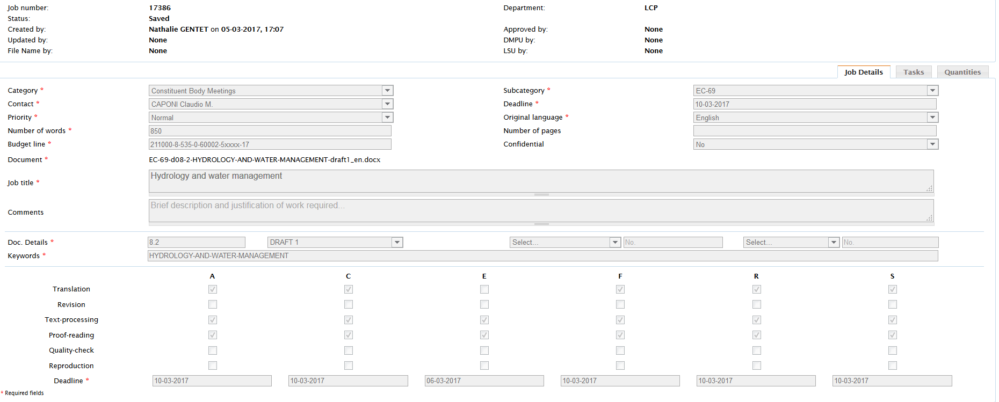 Job number: 17386 Department: LCP
Status: Saved
Created by: Nathalie GENTET on 05-03-2017, 17:07 Approved by: None
Updated by: None DMPU by: None
File Name by: None LSU by: None
Job Details Tasks Quantities
Category * Constituent Body Meetings Subcategory * EC-69
Contact * CAPONI Claudio M. Deadline * 10-03-2017
Priority * Normal Original language * English
Number of words * 850 Number of pages
Budget line * 211000-8-535-0-60002-5xxxx-17 Confidential No
Document * EC-69-d08-2-HYDROLOGY-AND-WATER-MANAGEMENT-draft1_en.docx
Job title * Hydrology and water management
Comments Brief description and justification of work required...
Doc. Details * 8.2 DRAFT 1 Select... No. Select... No.
Keywords * HYDROLOGY-AND-WATER-MANAGEMENT
A C E F R S
Translation
Revision
Text-processing
Proof-reading
Quality-check
Reproduction
Deadline * 10-03-2017 10-03-2017 06-03-2017 10-03-2017 10-03-2017 10-03-2017
* Required fields